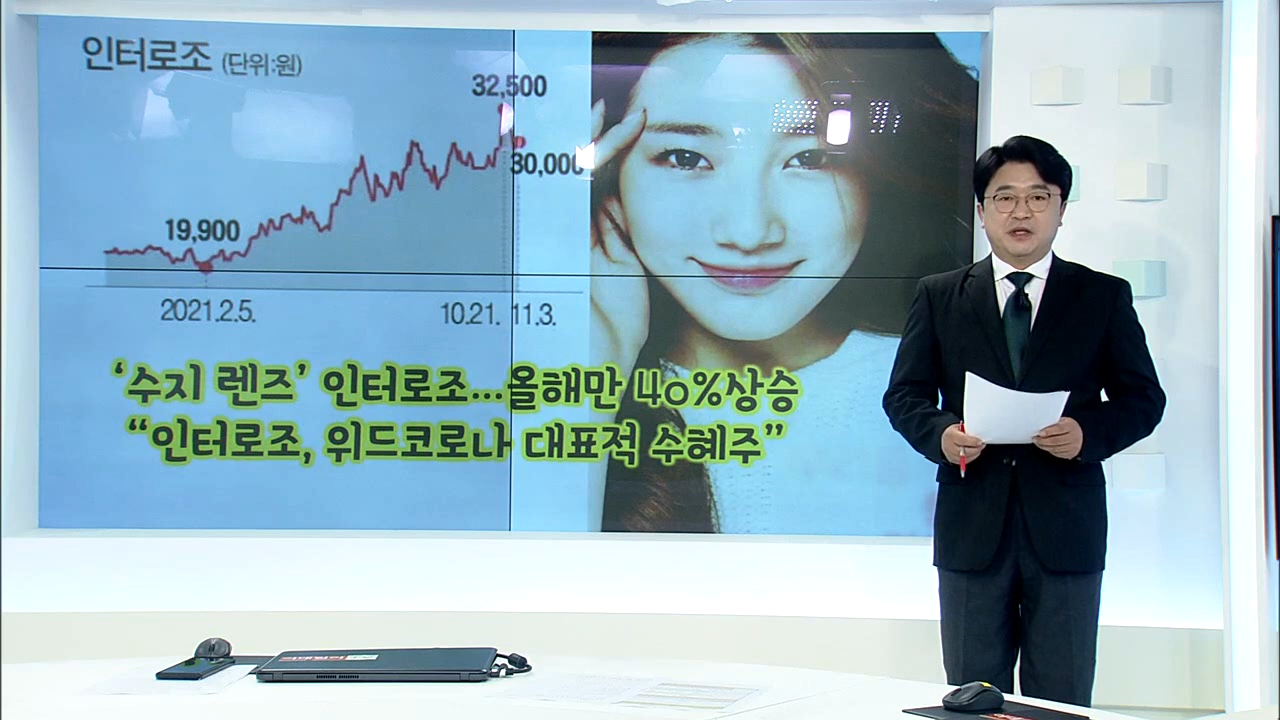 인터로조 (단위:원)
32,500
30,000
19,900
2021.2.5.
10.21. 11.3.
‘수지 렌즈’ 인터로조...올해만 40%상승
“인터로조, 위드코로나 대표적 수혜주”